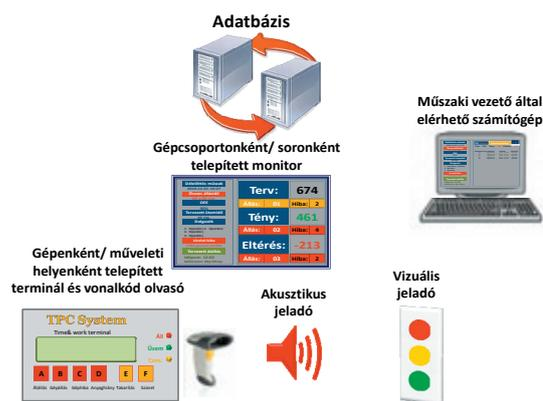 Adatbázis
Műszaki vezető által
elérhető számítógép
Gépcsoportonként/ soronként
telepített monitor
Terv: 674
Állás: 01 Hiba: 2
Tény: 461
Állás: 02 Hiba: 4
Eltérés: -213
Állás: 03 Hiba: 2
Gépenként/ műveleti
helyenként telepített
terminál és vonalkód olvasó
Akusztikus
jeladó
Vizuális
jeladó
TPC System
Time& work terminal
Áll
Üzem
A B C D E F